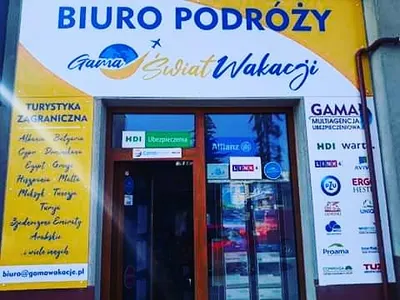 BIURO PODRÓŻY
Gama Świat Wakacji
TURYSTYKA
ZAGRANICZNA
Albania Bułgaria
Cypr Dominikana
Egipt Grecja
Hiszpania Malta
Meksyk Tunezja
Turcja
Zjednoczone Emiraty
Arabskie
i wiele innych
biuro@gamawakacje.pl
HDI Ubezpieczenia
Allianz
LINK4
GAMA
MULTIAGENCJA
UBEZPIECZENIOWA
HDI warta
AVIVA
PZU
ERGO
HESTIA
LINK4
Proama
COMPENSA
TUZ